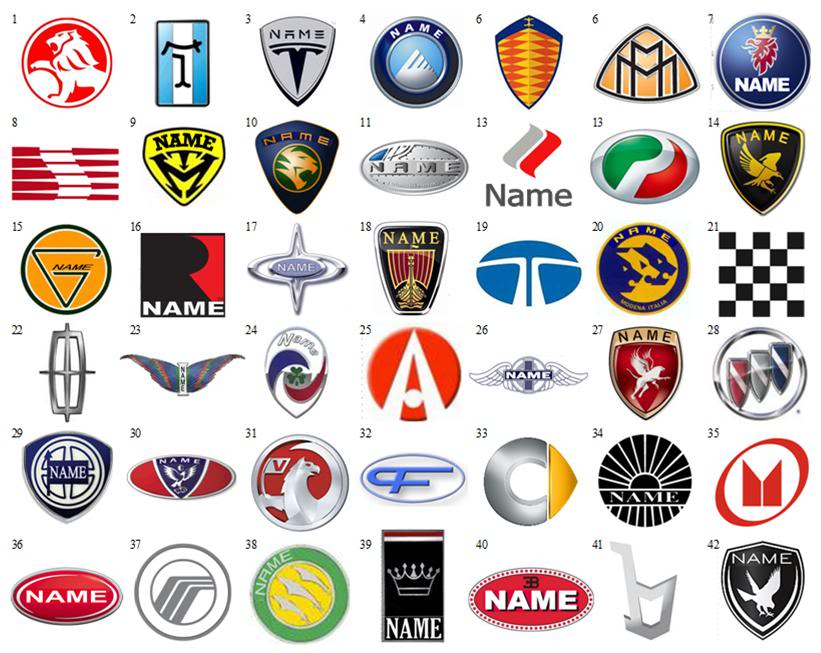 1
2
3
NAME
4
NAME
6
6
7
NAME
8
9
NAME
10
NAME
11
NAME
13
Name
13
14
NAME
15
NAME
16
NAME
17
NAME
18
NAME
19
20
NAME
MODENA ITALIA
21
22
23
NAME
24
Name
25
26
NAME
27
NAME
28
29
NAME
30
NAME
31
V
32
33
34
NAME
35
36
NAME
37
38
NAME
39
NAME
40
EB
NAME
41
42
NAME